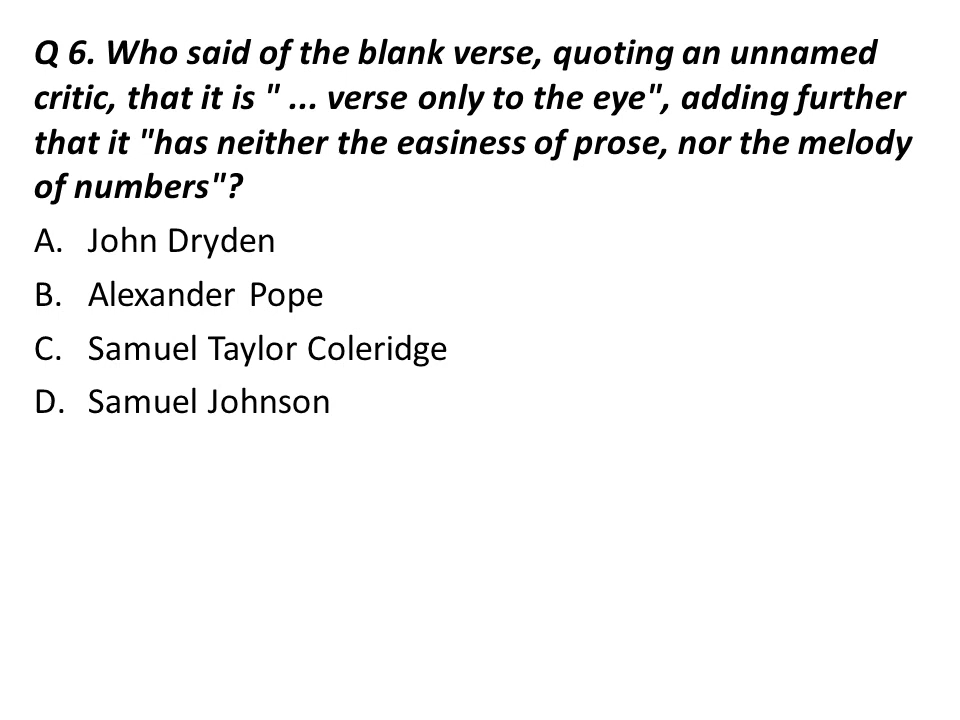 Q 6. Who said of the blank verse, quoting an unnamed
critic, that it is " ... verse only to the eye", adding further
that it "has neither the easiness of prose, nor the melody
of numbers"?
A. John Dryden
B. Alexander Pope
C. Samuel Taylor Coleridge
D. Samuel Johnson